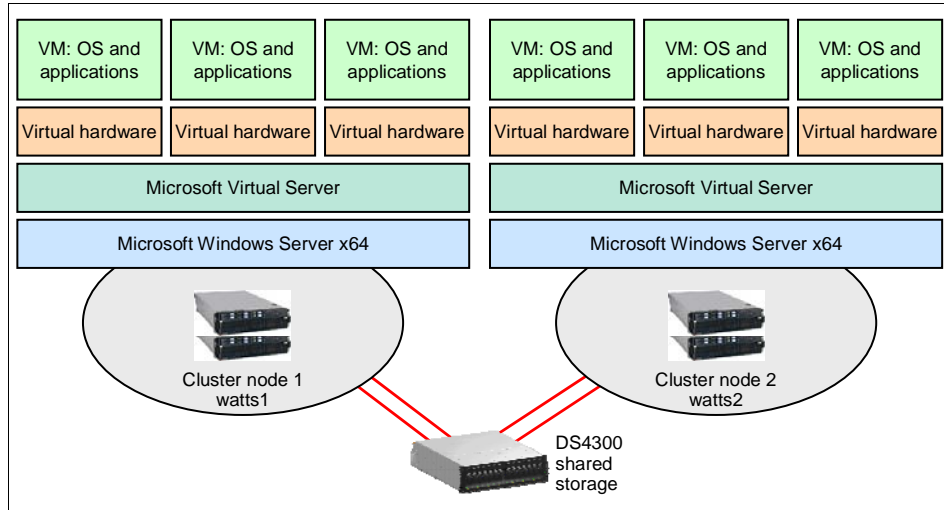 VM: OS and
applications
VM: OS and
applications
VM: OS and
applications
VM: OS and
applications
VM: OS and
applications
VM: OS and
applications
Virtual hardware
Virtual hardware
Virtual hardware
Virtual hardware
Virtual hardware
Virtual hardware
Microsoft Virtual Server
Microsoft Virtual Server
Microsoft Windows Server x64
Microsoft Windows Server x64
Cluster node 1
watts1
Cluster node 2
watts2
DS4300
shared
storage